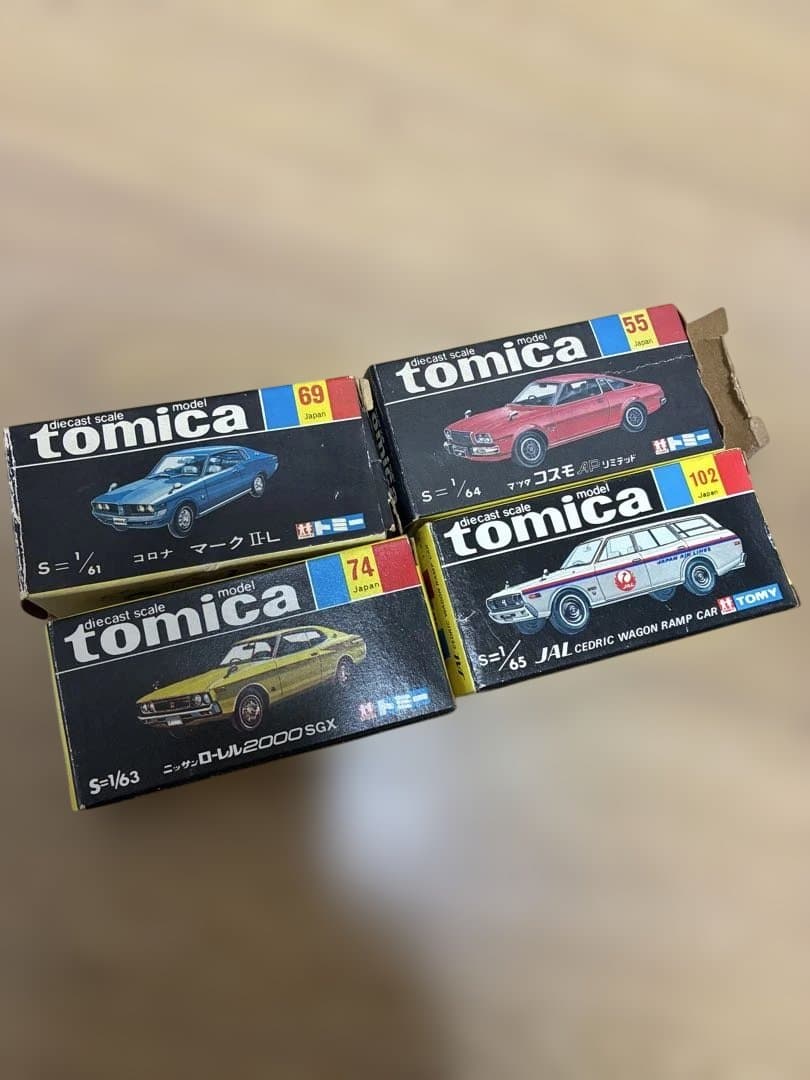 diecast scale model
tomica
69
Japan
S=1/61
コロナ マークII-L
トミー
diecast scale model
tomica
55
Japan
S=1/64
マツダ コスモAPリミテッド
トミー
diecast scale model
tomica
74
Japan
S=1/63
ニッサンローレル2000SGX
トミー
diecast scale model
tomica
102
Japan
JAPAN AIR LINES
JAL
S=1/65
JAL CEDRIC WAGON RAMP CAR
TOMY